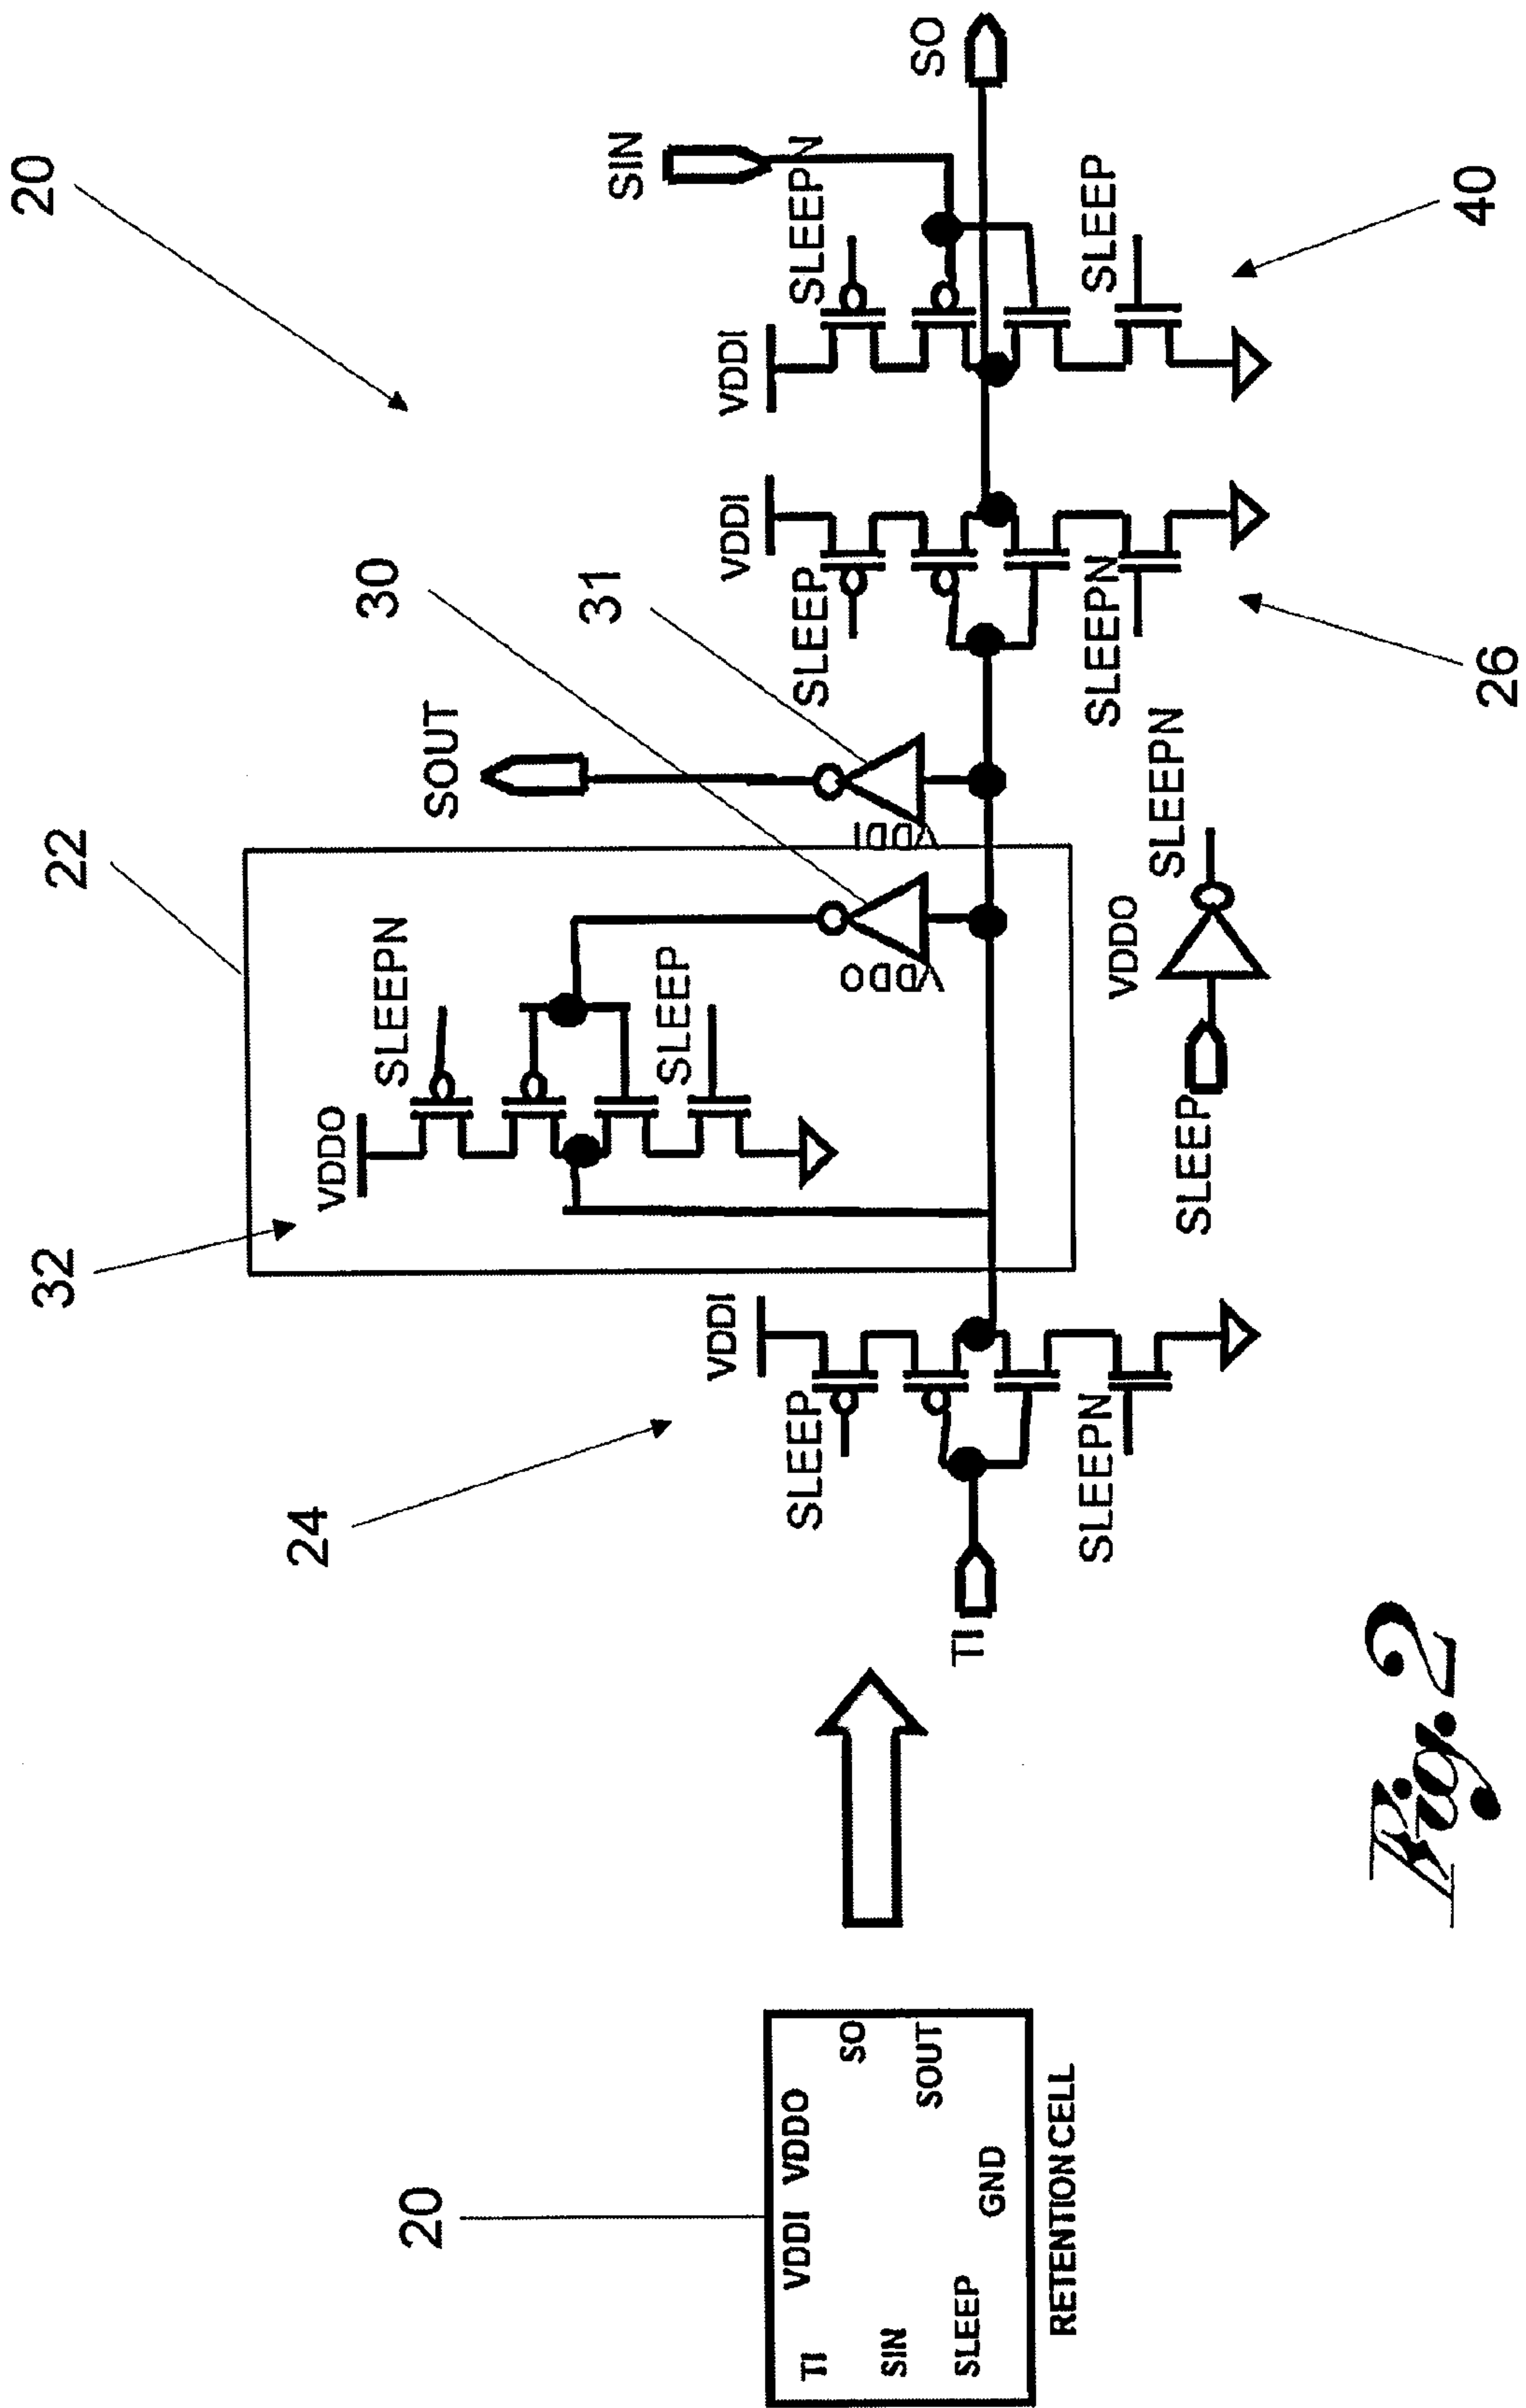 20
VDDI VDDO
TI
SO
SIN
SOUT
SLEEP
GND
RETENTION CELL
20
22
32
24
30
31
26
40
VDDO
SLEEPN
SLEEP
VDDO
VDDI
SOUT
TI
VDDI
SLEEP
SLEEPN
VDDI
SLEEP
SLEEPN
VDDI
SLEEPN
SLEEP
SIN
SO
SLEEP
VDDO
SLEEPN
Fig. 2